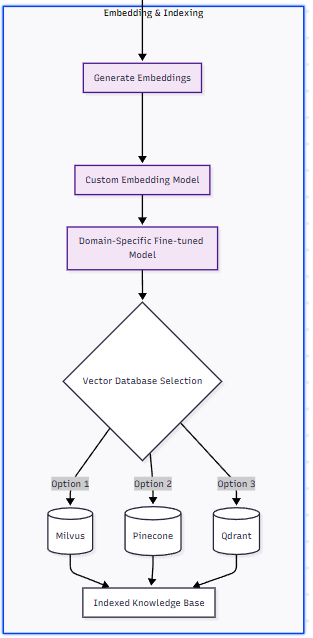 Embedding & Indexing
Generate Embeddings
Custom Embedding Model
Domain-Specific Fine-tuned
Model
Vector Database Selection
Option 1
Option 2
Option 3
Milvus
Pinecone
Qdrant
Indexed Knowledge Base